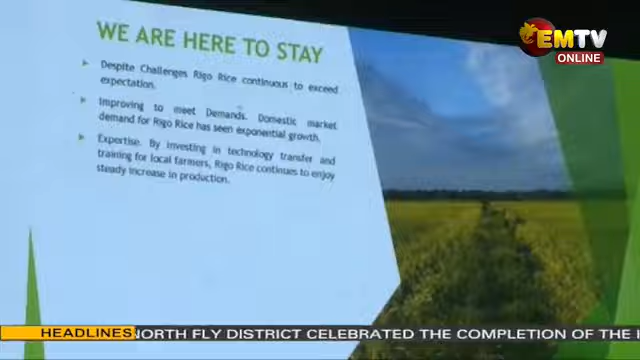 WE ARE HERE TO STAY
Despite Challenges Rigo Rice continuous to exceed
expectation.
Improving to meet Demands. Domestic market
demand for Rigo Rice has seen exponential growth.
Expertise. By investing in technology transfer and
training for local farmers, Rigo Rice continues to enjoy
steady increase in production.
EMTV
ONLINE
HEADLINES
NORTH FLY DISTRICT CELEBRATED THE COMPLETION OF THE